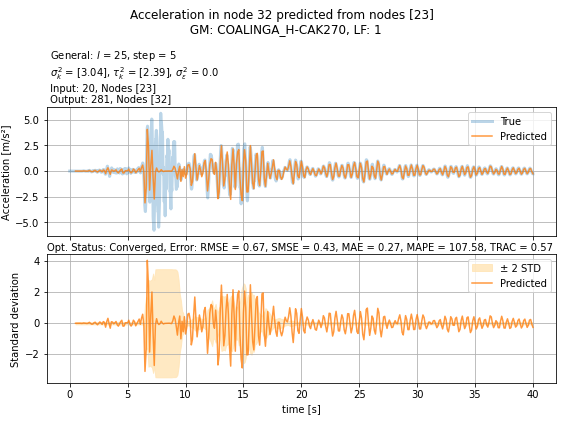 Acceleration in node 32 predicted from nodes [23]
GM: COALINGA_H-CAK270, LF: 1
General: l = 25, step = 5
σ²ₖ = [3.04], τ²ₖ = [2.39], σ²ε = 0.0
Input: 20, Nodes [23]
Output: 281, Nodes [32]
Acceleration [m/s²]
5.0
2.5
0.0
−2.5
−5.0
True
Predicted
Opt. Status: Converged, Error: RMSE = 0.67, SMSE = 0.43, MAE = 0.27, MAPE = 107.58, TRAC = 0.57
Standard deviation
4
2
0
−2
± 2 STD
Predicted
0 5 10 15 20 25 30 35 40
time [s]